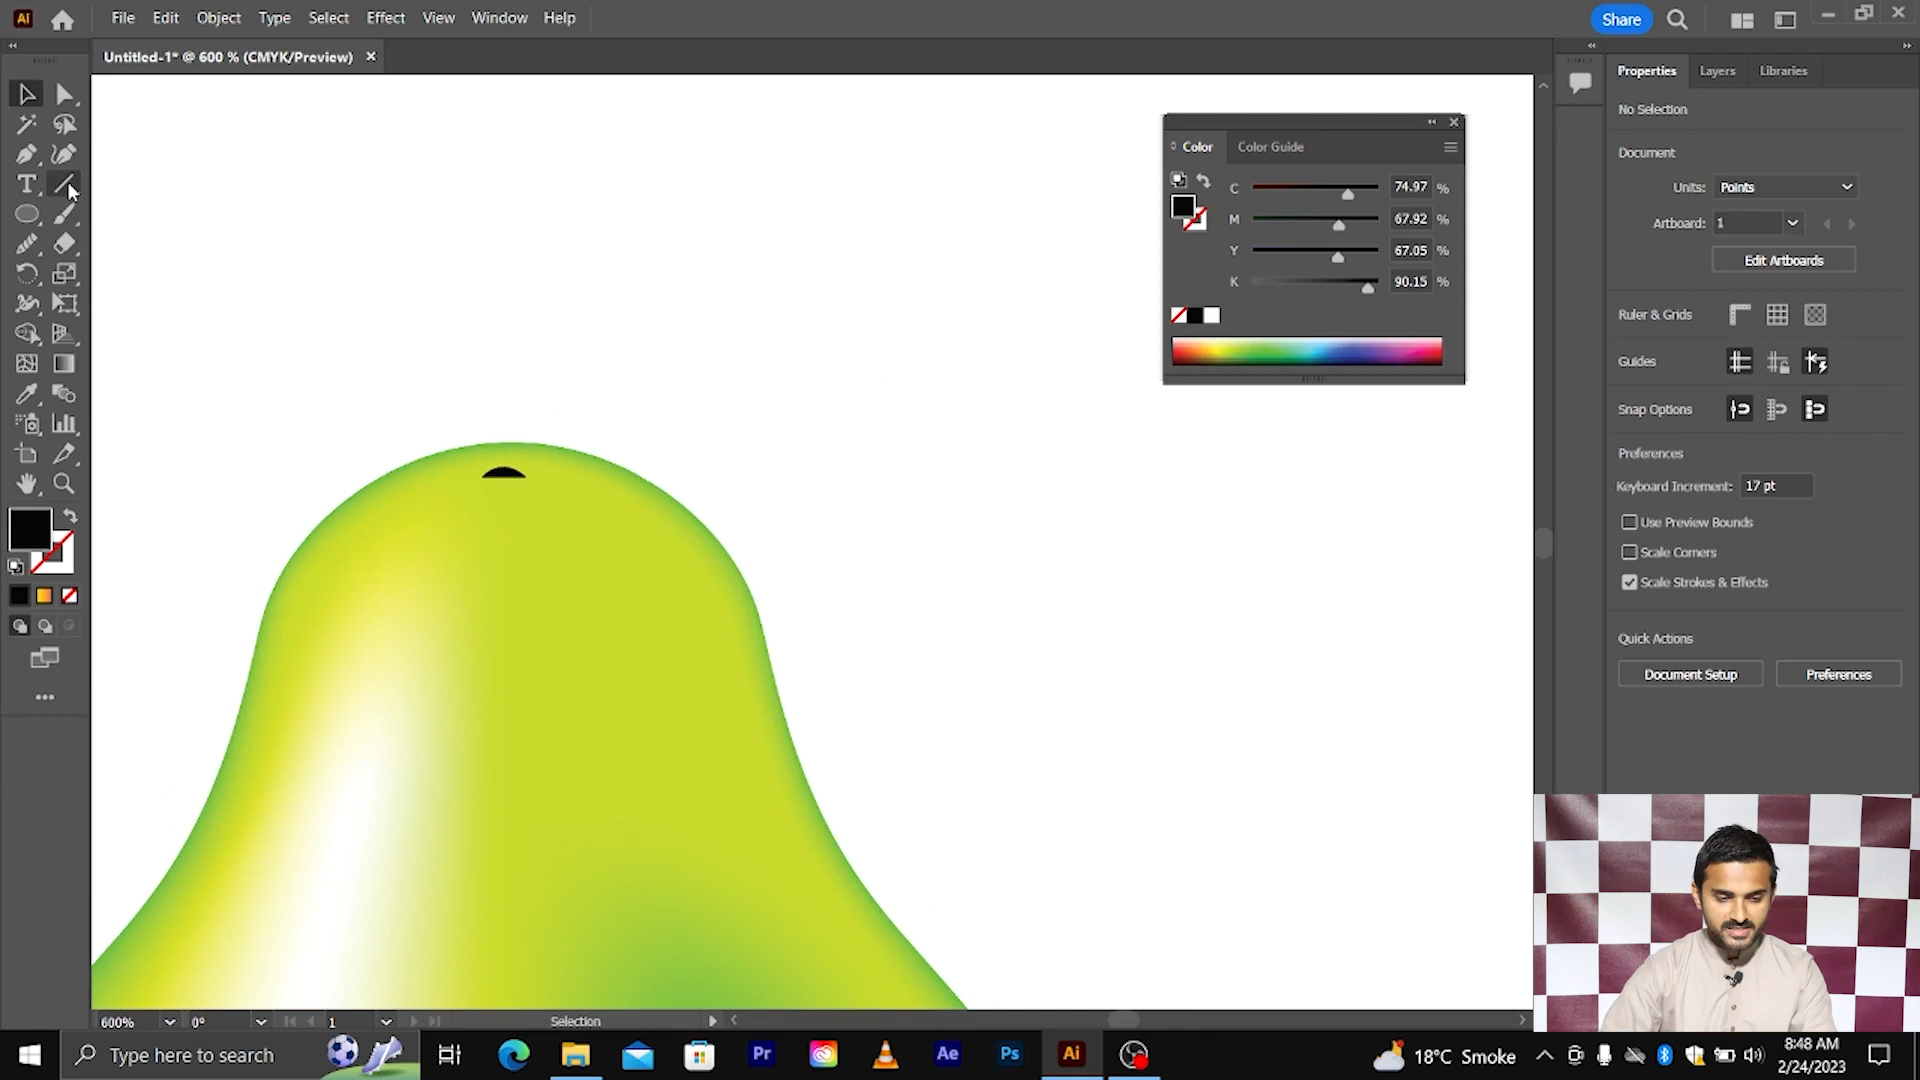 Ai File Edit Object Type Select Effect View Window Help Share
Untitled-1* @ 600 % (CMYK/Preview)
T
Color Color Guide
C 74.97 %
M 67.92 %
Y 67.05 %
K 90.15 %
Properties Layers Libraries
No Selection
Document
Units: Points
Artboard: 1
Edit Artboards
Ruler & Grids
Guides
Snap Options
Preferences
Keyboard Increment: 17 pt
Use Preview Bounds
Scale Corners
Scale Strokes & Effects
Quick Actions
Document Setup Preferences
600% 0° 1 Selection
Type here to search Pr Ae Ps Ai 18°C Smoke 8:48 AM
2/24/2023